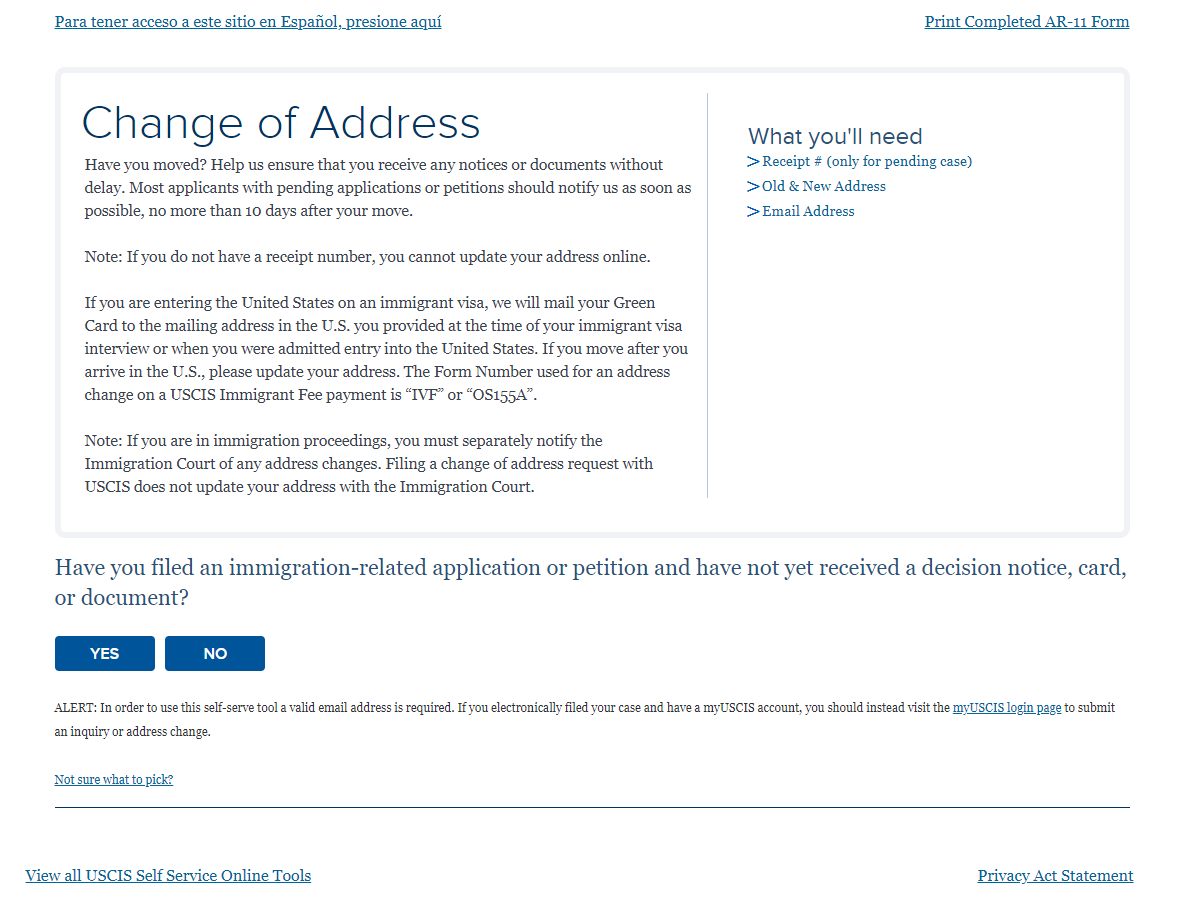 Para tener acceso a este sitio en Español, presione aquí
Print Completed AR-11 Form
Change of Address
Have you moved? Help us ensure that you receive any notices or documents without
delay. Most applicants with pending applications or petitions should notify us as soon as
possible, no more than 10 days after your move.
Note: If you do not have a receipt number, you cannot update your address online.
If you are entering the United States on an immigrant visa, we will mail your Green
Card to the mailing address in the U.S. you provided at the time of your immigrant visa
interview or when you were admitted entry into the United States. If you move after you
arrive in the U.S., please update your address. The Form Number used for an address
change on a USCIS Immigrant Fee payment is “IVF” or “OS155A”.
Note: If you are in immigration proceedings, you must separately notify the
Immigration Court of any address changes. Filing a change of address request with
USCIS does not update your address with the Immigration Court.
What you'll need
> Receipt # (only for pending case)
> Old & New Address
> Email Address
Have you filed an immigration-related application or petition and have not yet received a decision notice, card,
or document?
YES
NO
ALERT: In order to use this self-serve tool a valid email address is required. If you electronically filed your case and have a myUSCIS account, you should instead visit the myUSCIS login page to submit
an inquiry or address change.
Not sure what to pick?
View all USCIS Self Service Online Tools
Privacy Act Statement